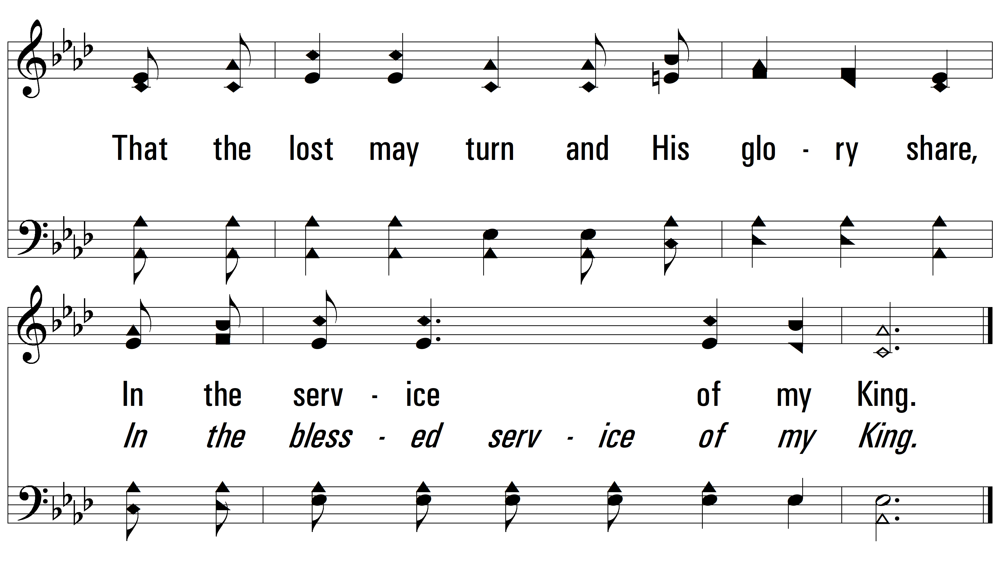 That the lost may turn and His glo - ry share,
In the serv - ice of my King.
In the bless - ed serv - ice of my King.